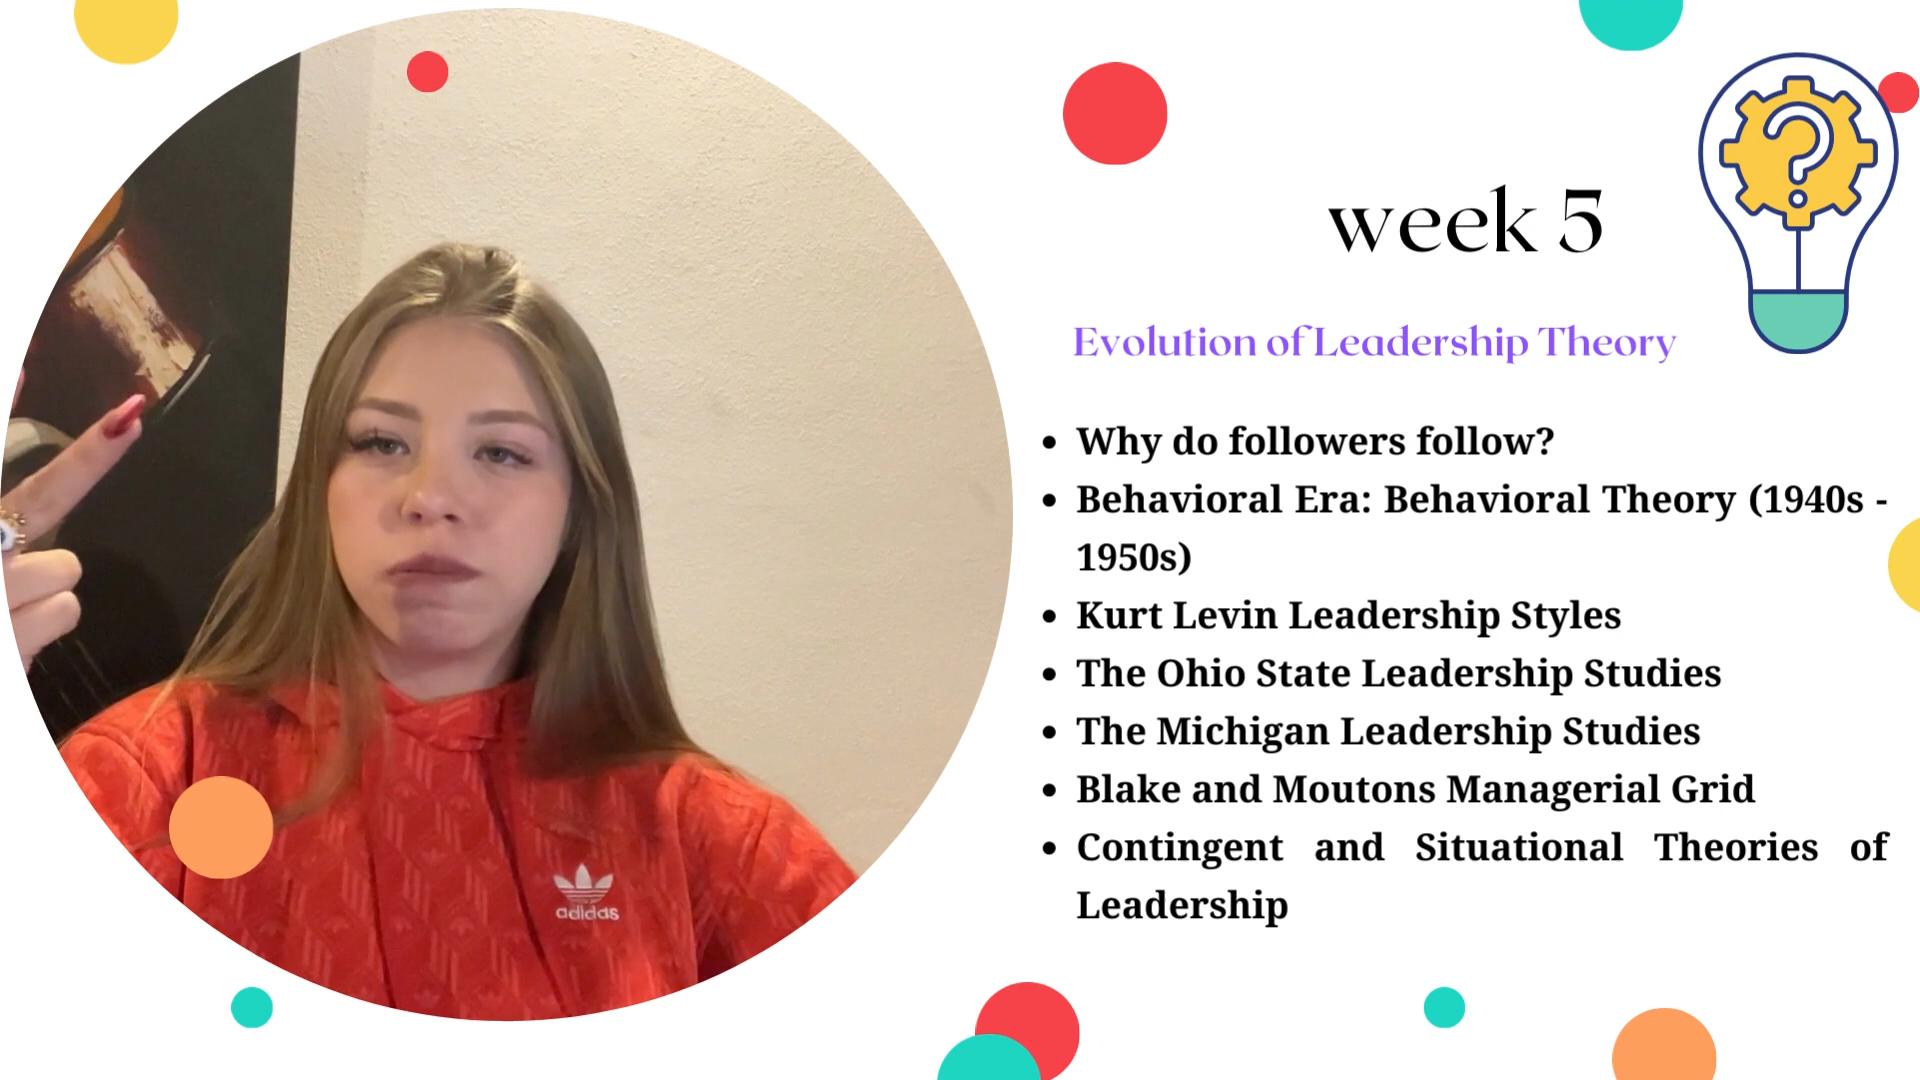 week 5
Evolution of Leadership Theory
• Why do followers follow?
• Behavioral Era: Behavioral Theory (1940s -
1950s)
• Kurt Levin Leadership Styles
• The Ohio State Leadership Studies
• The Michigan Leadership Studies
• Blake and Moutons Managerial Grid
• Contingent and Situational Theories of
Leadership
?
adidas